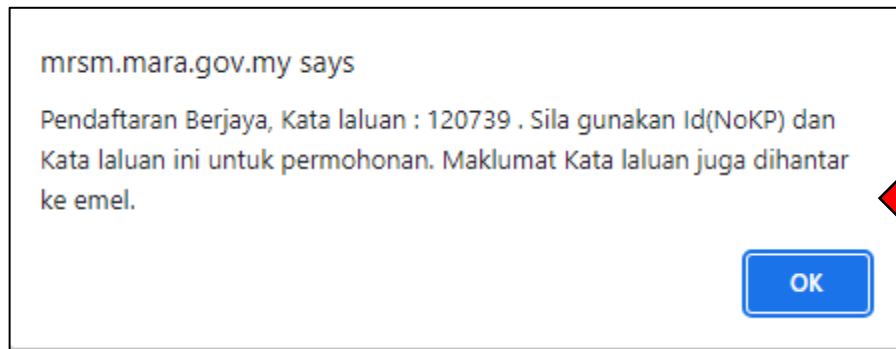 mrsm.mara.gov.my says
Pendaftaran Berjaya, Kata laluan : 120739 . Sila gunakan Id(NoKP) dan
Kata laluan ini untuk permohonan. Maklumat Kata laluan juga dihantar
ke emel.
OK